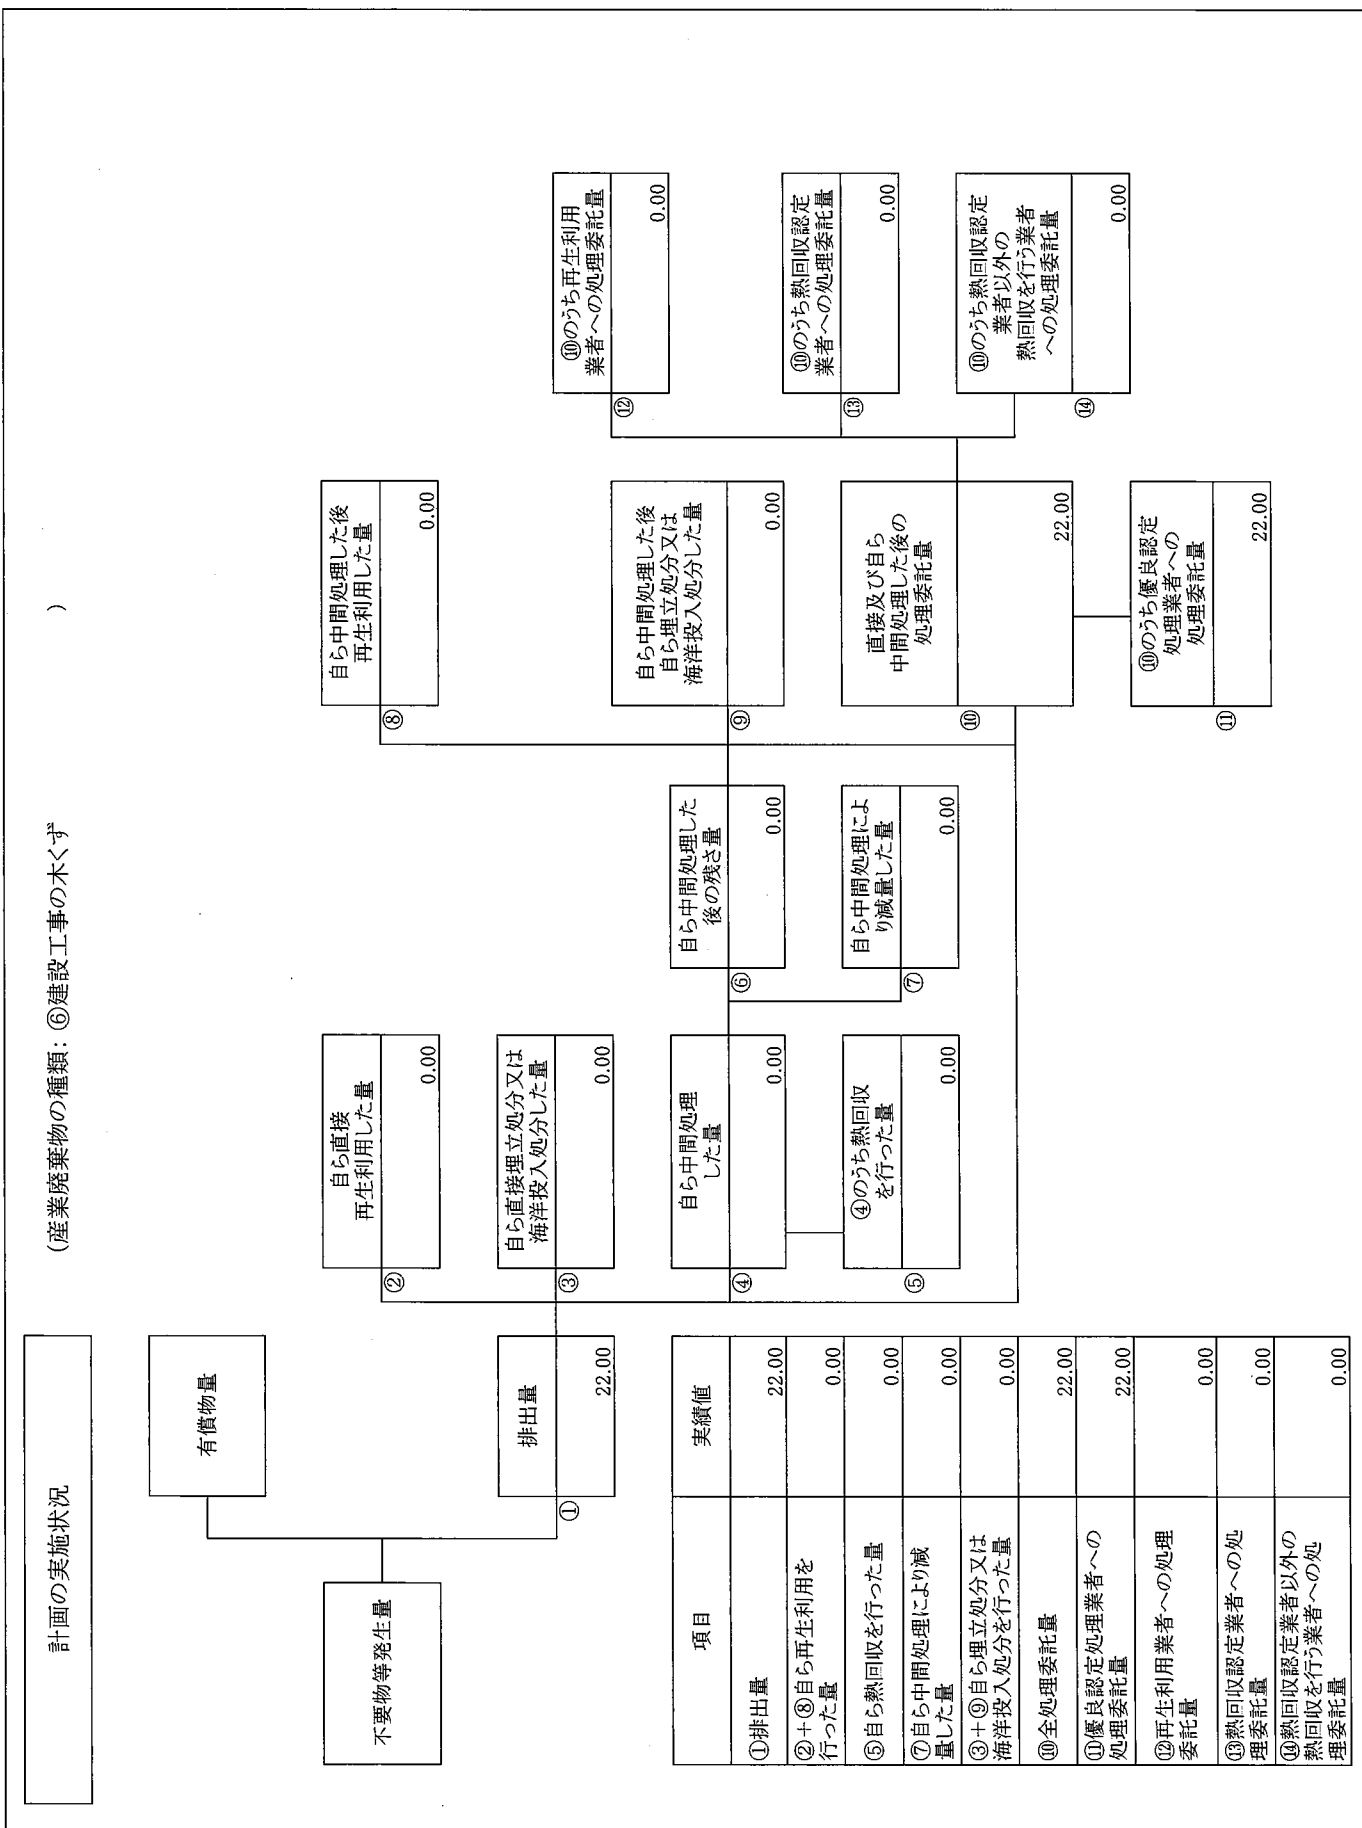 計画の実施状況
(産業廃棄物の種類：⑥建設工事の木くず
)
不要物等発生量
有償物量
排出量
①
22.00
自ら直接
再生利用した量
②
0.00
自ら直接埋立処分又は
海洋投入処分した量
③
0.00
自ら中間処理
した量
④
0.00
④のうち熱回収
を行った量
⑤
0.00
自ら中間処理した
後の残さ量
⑥
0.00
自ら中間処理によ
り減量した量
⑦
0.00
自ら中間処理した後
再生利用した量
⑧
0.00
自ら中間処理した後
自ら埋立処分又は
海洋投入処分した量
⑨
0.00
直接及び自ら
中間処理した後の
処理委託量
⑩
22.00
⑩のうち優良認定
処理業者への
処理委託量
⑪
22.00
⑩のうち再生利用
業者への処理委託量
⑫
0.00
⑩のうち熱回収認定
業者への処理委託量
⑬
0.00
⑩のうち熱回収認定
業者以外の
熱回収を行う業者
への処理委託量
⑭
0.00
項目
実績値
①排出量
22.00
②＋⑧自ら再生利用を
行った量
0.00
⑤自ら熱回収を行った量
0.00
⑦自ら中間処理により減
量した量
0.00
③＋⑨自ら埋立処分又は
海洋投入処分を行った量
0.00
⑩全処理委託量
22.00
⑪優良認定処理業者への
処理委託量
22.00
⑫再生利用業者への処理
委託量
0.00
⑬熱回収認定業者への処
理委託量
0.00
⑭熱回収認定業者以外の
熱回収を行う業者への処
理委託量
0.00